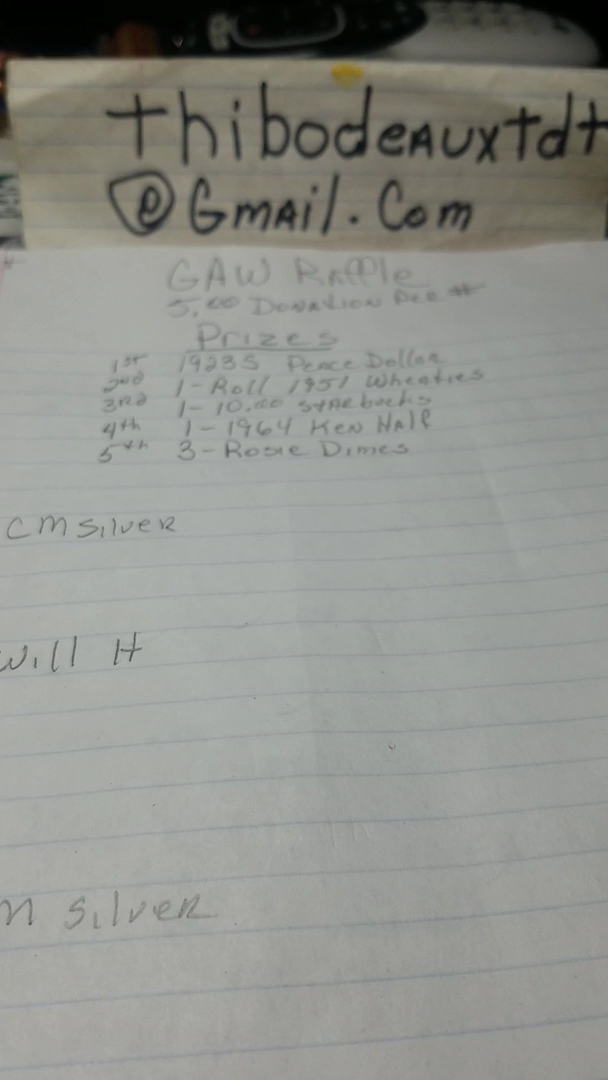 thibodeAUxtdt
@Gmail.Com
GAW Raffle
5.00 Donation Per #
Prizes
1st 1923S Peace Dollar
2nd 1-Roll 1951 Wheaties
3rd 1-10.00 Starbucks
4th 1-1964 Ken Half
5th 3-Rosie Dimes
CM Silver
Will H
M Silver